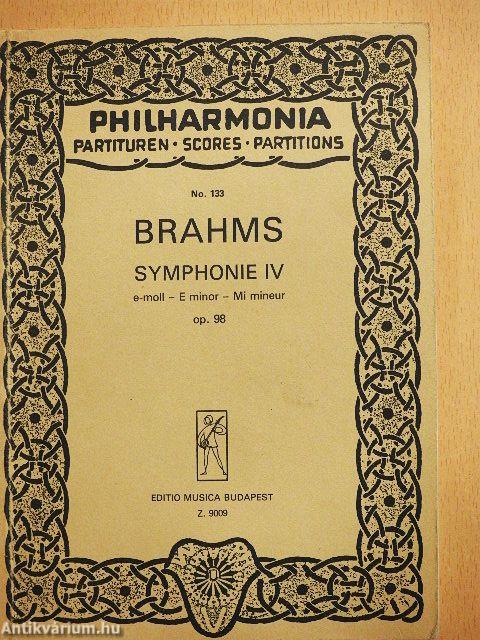 PHILHARMONIA
PARTITUREN · SCORES · PARTITIONS
No. 133
BRAHMS
SYMPHONIE IV
e-moll – E minor – Mi mineur
op. 98
EDITIO MUSICA BUDAPEST
Z. 9009
Antikvárium.hu